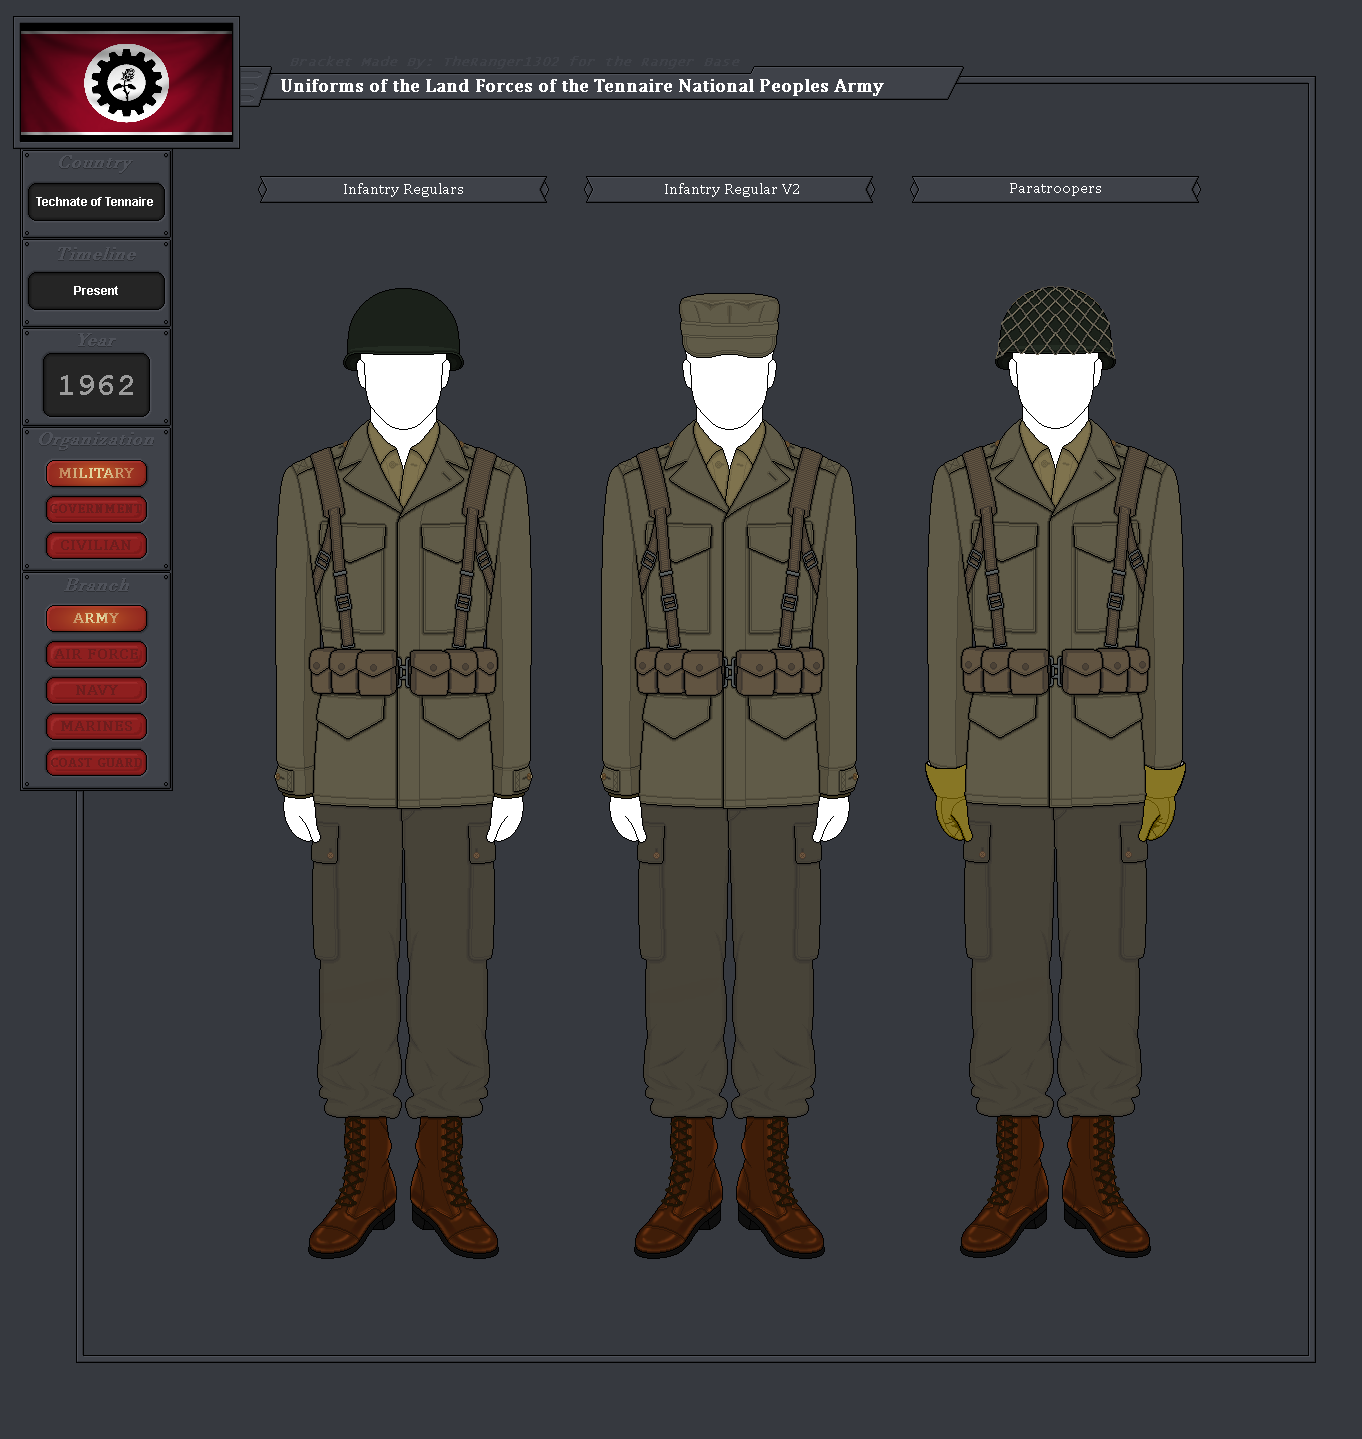 Bracket Made By: TheRanger1302 for the Ranger Base
Uniforms of the Land Forces of the Tennaire National Peoples Army
Country
Technate of Tennaire
Timeline
Present
Year
1962
Organization
MILITARY
GOVERNMENT
CIVILIAN
Branch
ARMY
AIR FORCE
NAVY
MARINES
COAST GUARD
Infantry Regulars
Infantry Regular V2
Paratroopers